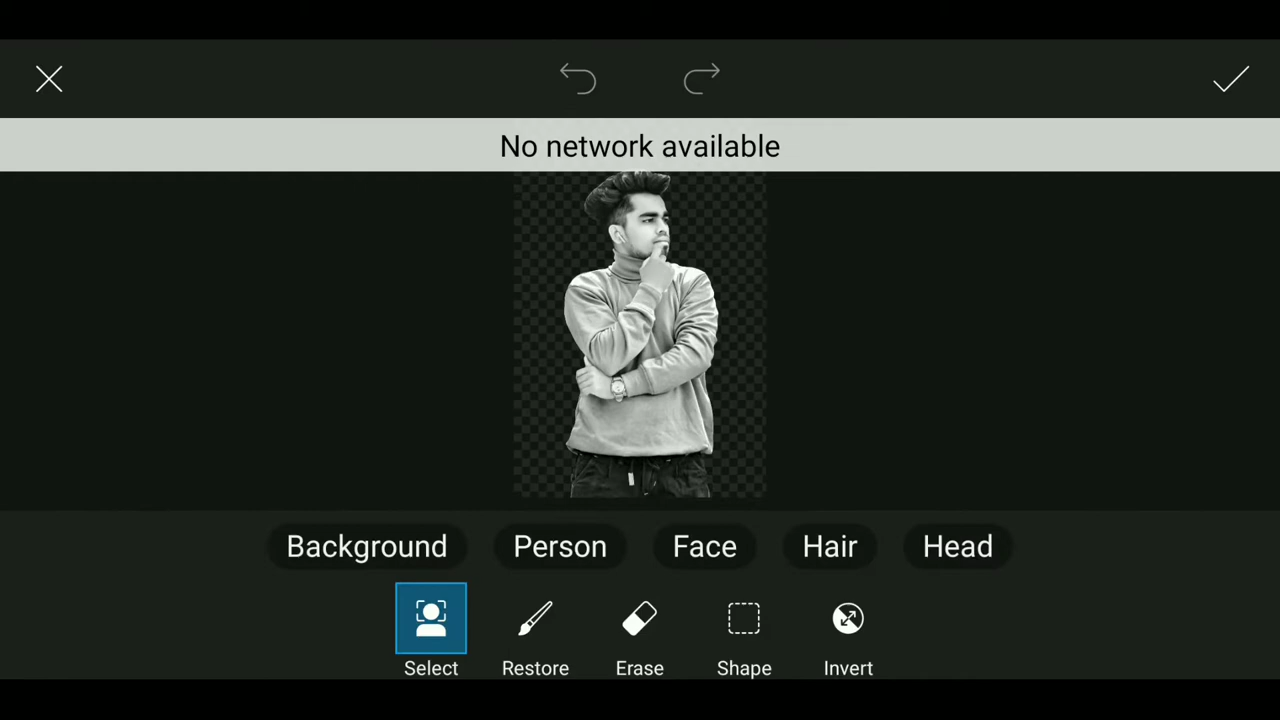 No network available
Background Person Face Hair Head
Select Restore Erase Shape Invert